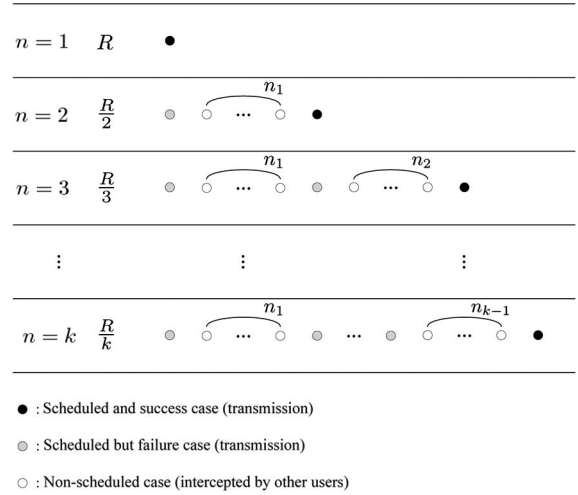 n = 1 R
n₁
n = 2 R/2 ...
n₁ n₂
n = 3 R/3 ... ...
⋮ ⋮ ⋮
n₁ nₖ₋₁
n = k R/k ... ... ...
: Scheduled and success case (transmission)
: Scheduled but failure case (transmission)
: Non-scheduled case (intercepted by other users)